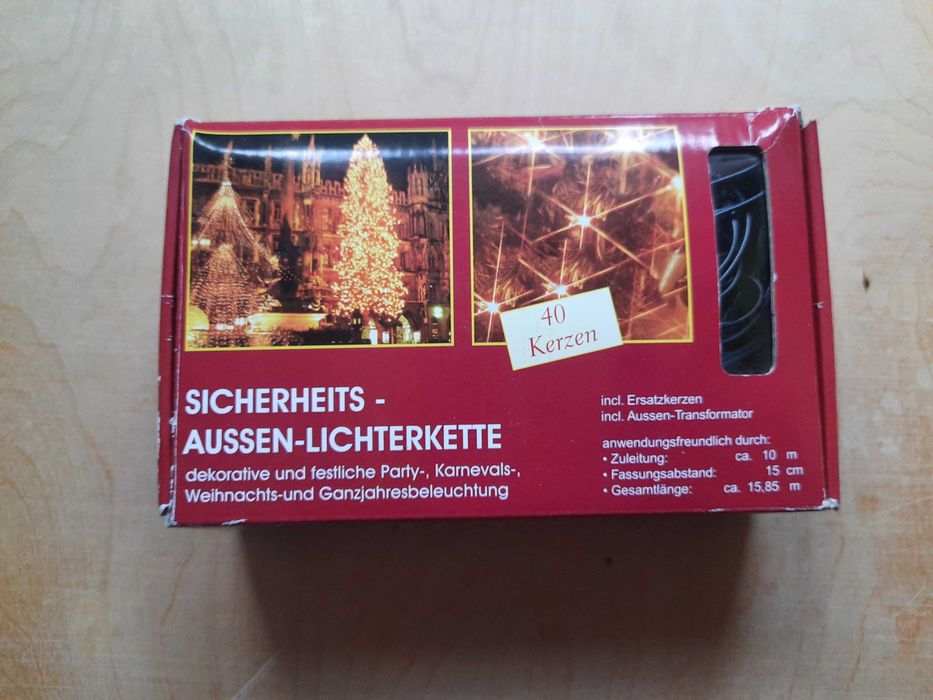 40
Kerzen
SICHERHEITS -
AUSSEN-LICHTERKETTE
dekorative und festliche Party-, Karnevals-,
Weihnachts-und Ganzjahresbeleuchtung
incl. Ersatzkerzen
incl. Aussen-Transformator
anwendungsfreundlich durch:
• Zuleitung: ca. 10 m
• Fassungsabstand: 15 cm
• Gesamtlänge: ca. 15,85 m